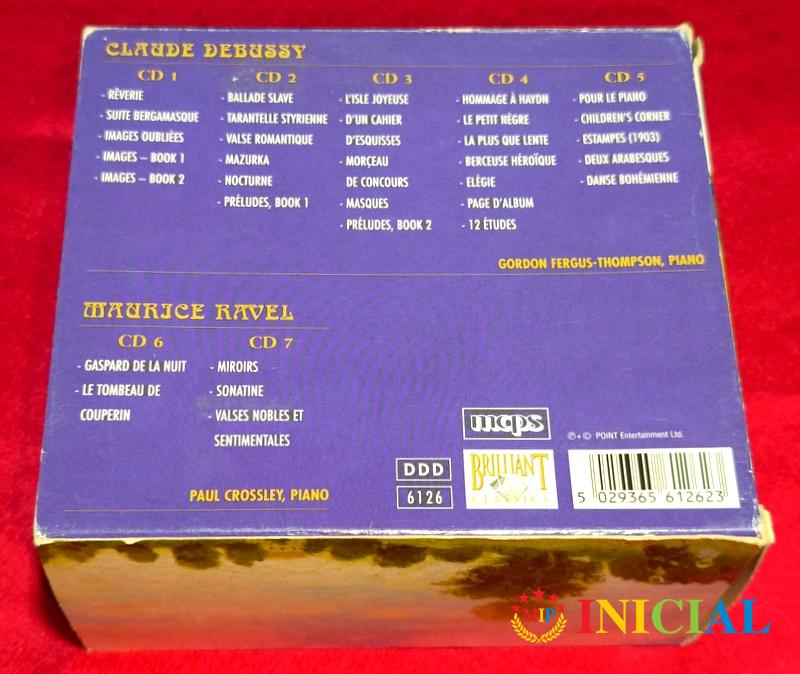 CLAUDE DEBUSSY
CD 1
- RÊVERIE
- SUITE BERGAMASQUE
- IMAGES OUBLIÉES
- IMAGES – BOOK 1
- IMAGES – BOOK 2
CD 2
- BALLADE SLAVE
- TARANTELLE STYRIENNE
- VALSE ROMANTIQUE
- MAZURKA
- NOCTURNE
- PRÉLUDES, BOOK 1
CD 3
- L'ISLE JOYEUSE
- D'UN CAHIER
D'ESQUISSES
- MORÇEAU
DE CONCOURS
- MASQUES
- PRÉLUDES, BOOK 2
CD 4
- HOMMAGE À HAYDN
- LE PETIT NÈGRE
- LA PLUS QUE LENTE
- BERCEUSE HÉROÏQUE
- ELÉGIE
- PAGE D'ALBUM
- 12 ÉTUDES
CD 5
- POUR LE PIANO
- CHILDREN'S CORNER
- ESTAMPES (1903)
- DEUX ARABESQUES
- DANSE BOHÉMIENNE
GORDON FERGUS-THOMPSON, PIANO
MAURICE RAVEL
CD 6
- GASPARD DE LA NUIT
- LE TOMBEAU DE
COUPERIN
CD 7
- MIROIRS
- SONATINE
- VALSES NOBLES ET
SENTIMENTALES
PAUL CROSSLEY, PIANO
mcps
℗+© POINT Entertainment Ltd.
DDD
6126
BRILLIANT
CLASSICS
5 029365 612623
VIP INICIAL